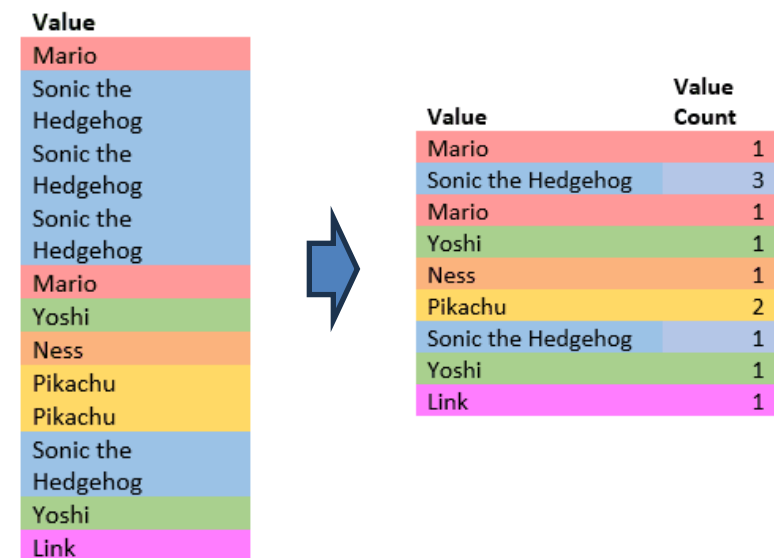 Value
Mario
Sonic the
Hedgehog
Sonic the
Hedgehog
Sonic the
Hedgehog
Mario
Yoshi
Ness
Pikachu
Pikachu
Sonic the
Hedgehog
Yoshi
Link
Value
Value Count
Mario 1
Sonic the Hedgehog 3
Mario 1
Yoshi 1
Ness 1
Pikachu 2
Sonic the Hedgehog 1
Yoshi 1
Link 1